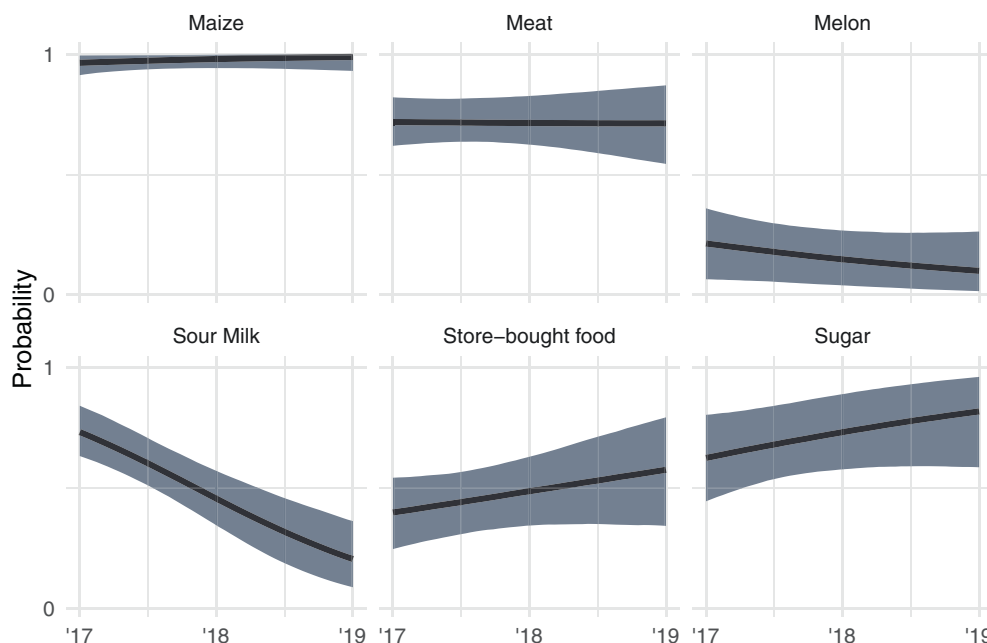 Maize Meat Melon
1
0
Probability
Sour Milk Store−bought food Sugar
1
0
'17 '18 '19 '17 '18 '19 '17 '18 '19